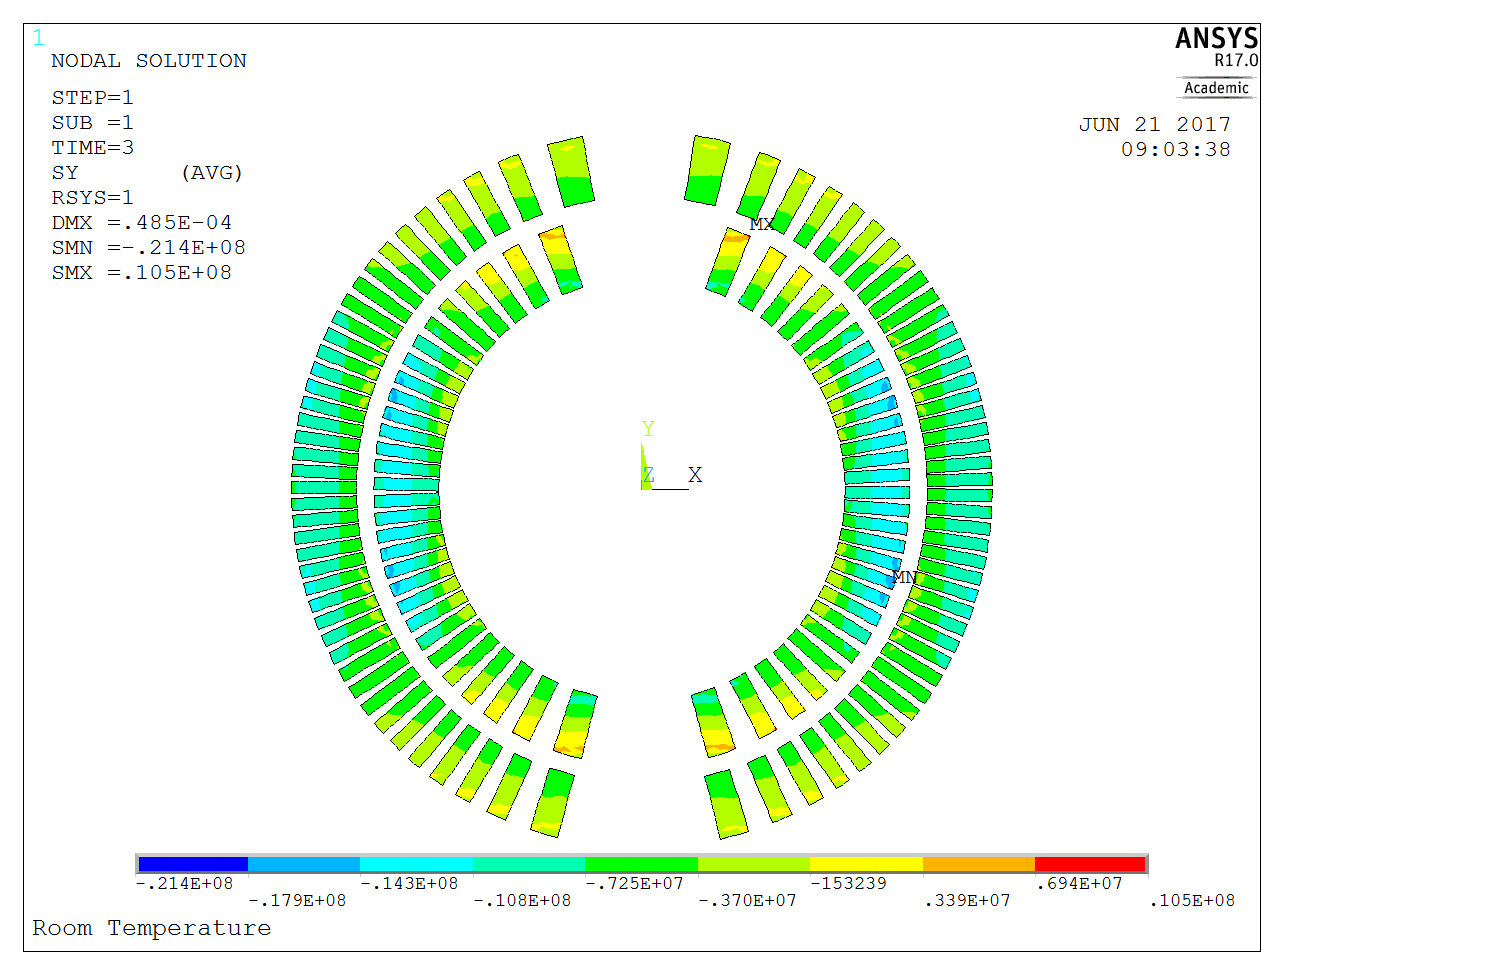 1
NODAL SOLUTION
STEP=1
SUB =1
TIME=3
SY (AVG)
RSYS=1
DMX =.485E-04
SMN =-.214E+08
SMX =.105E+08
ANSYS
R17.0
Academic
JUN 21 2017
09:03:38
MX
Y
Z X
MN
-.214E+08 -.143E+08 -.725E+07 -153239 .694E+07
-.179E+08 -.108E+08 -.370E+07 .339E+07 .105E+08
Room Temperature